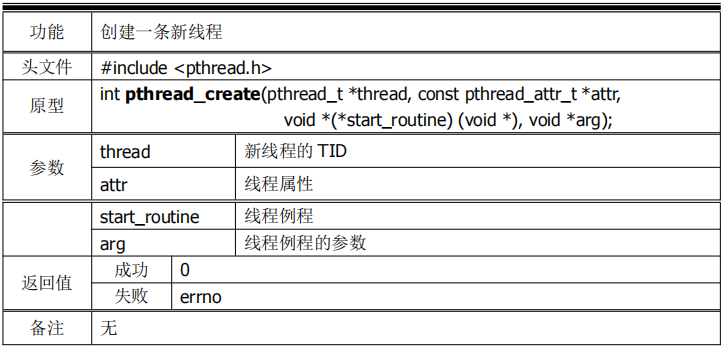 功能 创建一条新线程
头文件 #include <pthread.h>
原型 int pthread_create(pthread_t *thread, const pthread_attr_t *attr,
void *(*start_routine) (void *), void *arg);
参数 thread 新线程的 TID
attr 线程属性
start_routine 线程例程
arg 线程例程的参数
返回值 成功 0
失败 errno
备注 无